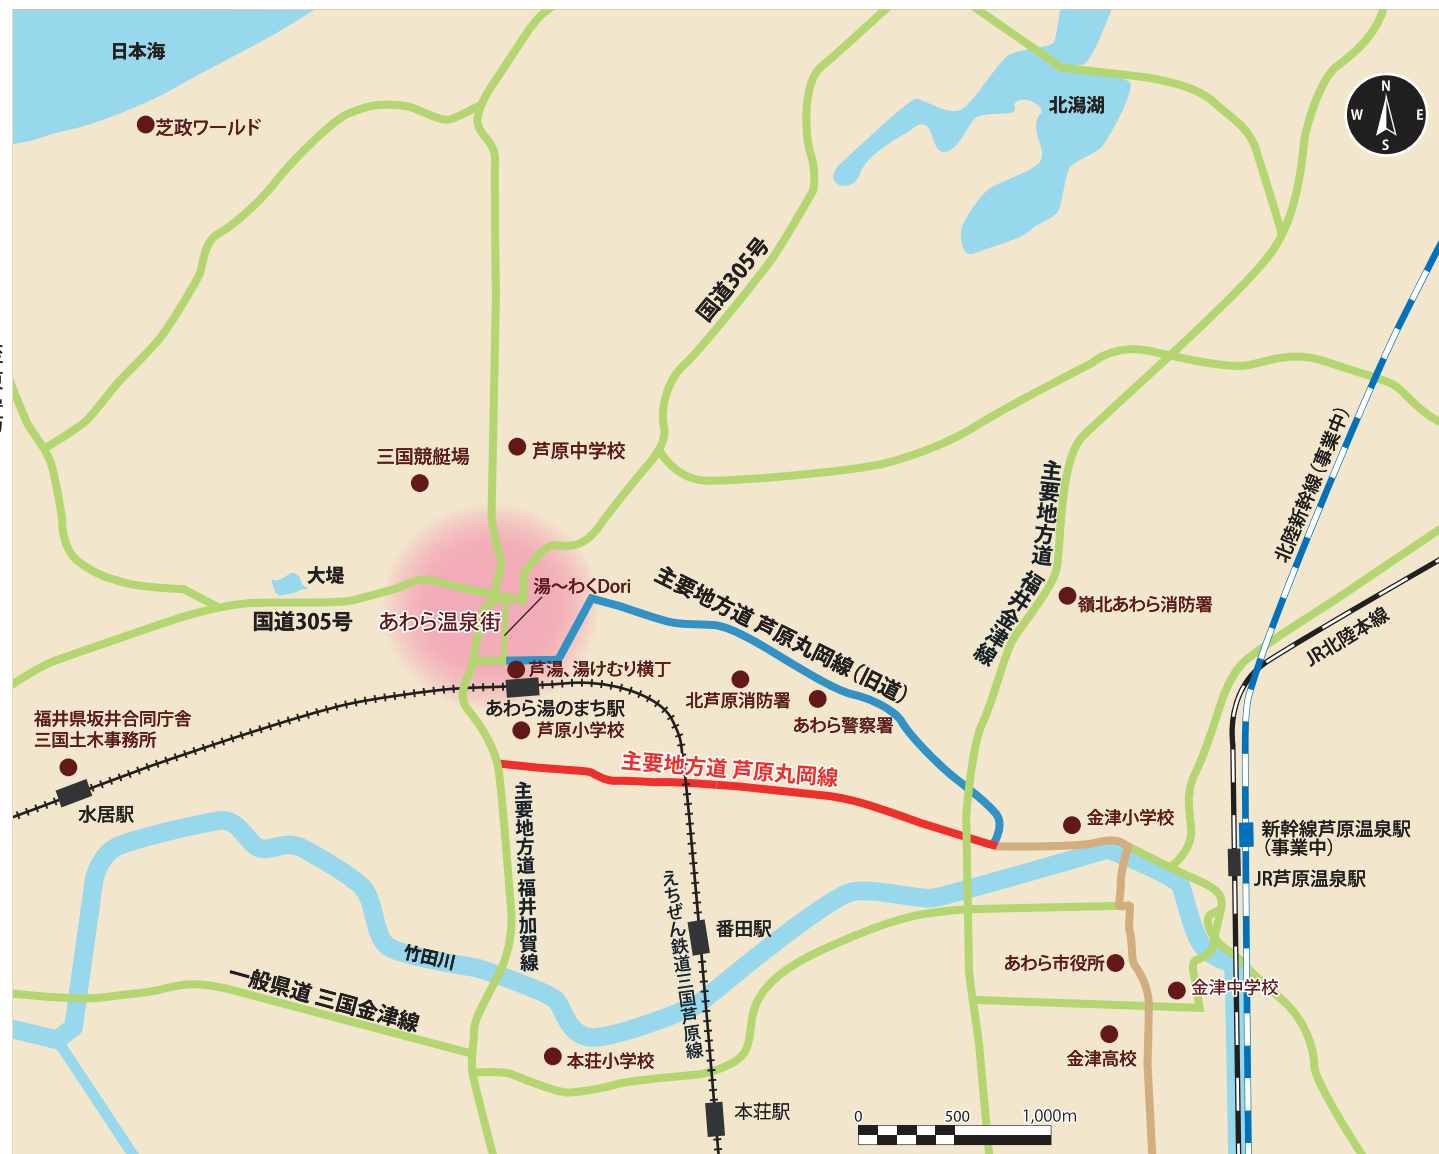 日本海
芝政ワールド
北潟湖
N
W
E
S
国道305号
三国競艇場
芦原中学校
主要地方道 福井金津線
北陸新幹線(事業中)
大堤
湯～わくDori
主要地方道 芦原丸岡線(旧道)
嶺北あわら消防署
国道305号
あわら温泉街
JR北陸本線
芦湯、湯けむり横丁
北芦原消防署
あわら湯のまち駅
あわら警察署
福井県坂井合同庁舎
三国土木事務所
芦原小学校
主要地方道 芦原丸岡線
水居駅
主要地方道 福井加賀線
金津小学校
新幹線芦原温泉駅
(事業中)
JR芦原温泉駅
えちぜん鉄道三国芦原線
番田駅
竹田川
あわら市役所
金津中学校
一般県道 三国金津線
金津高校
本荘小学校
本荘駅
0
500
1,000m